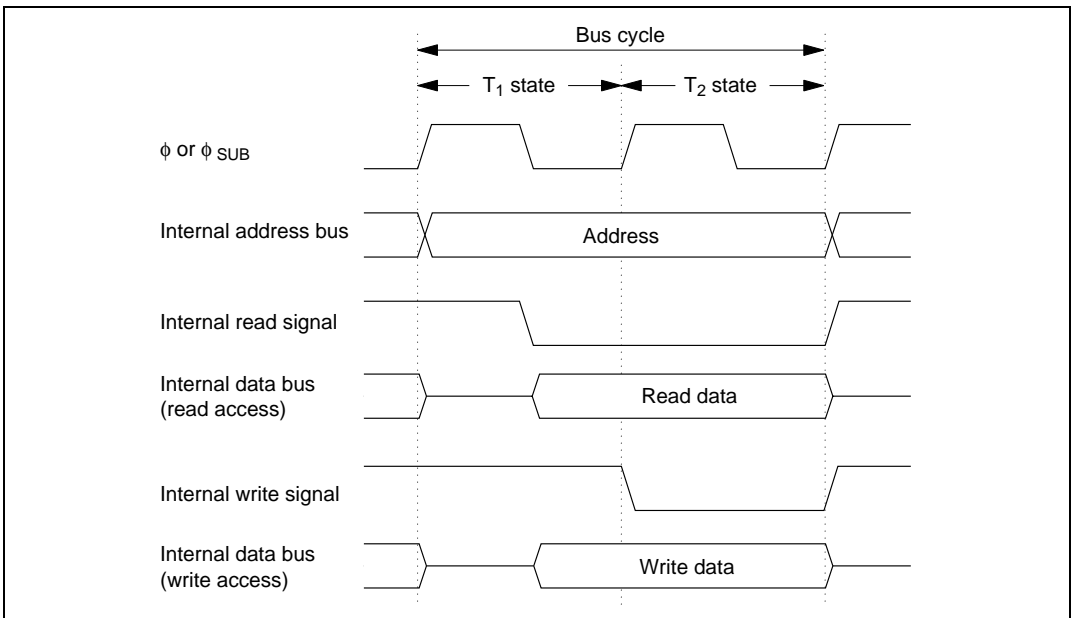 Bus cycle
T₁ state
T₂ state
ϕ or ϕ SUB
Internal address bus
Address
Internal read signal
Internal data bus
(read access)
Read data
Internal write signal
Internal data bus
(write access)
Write data